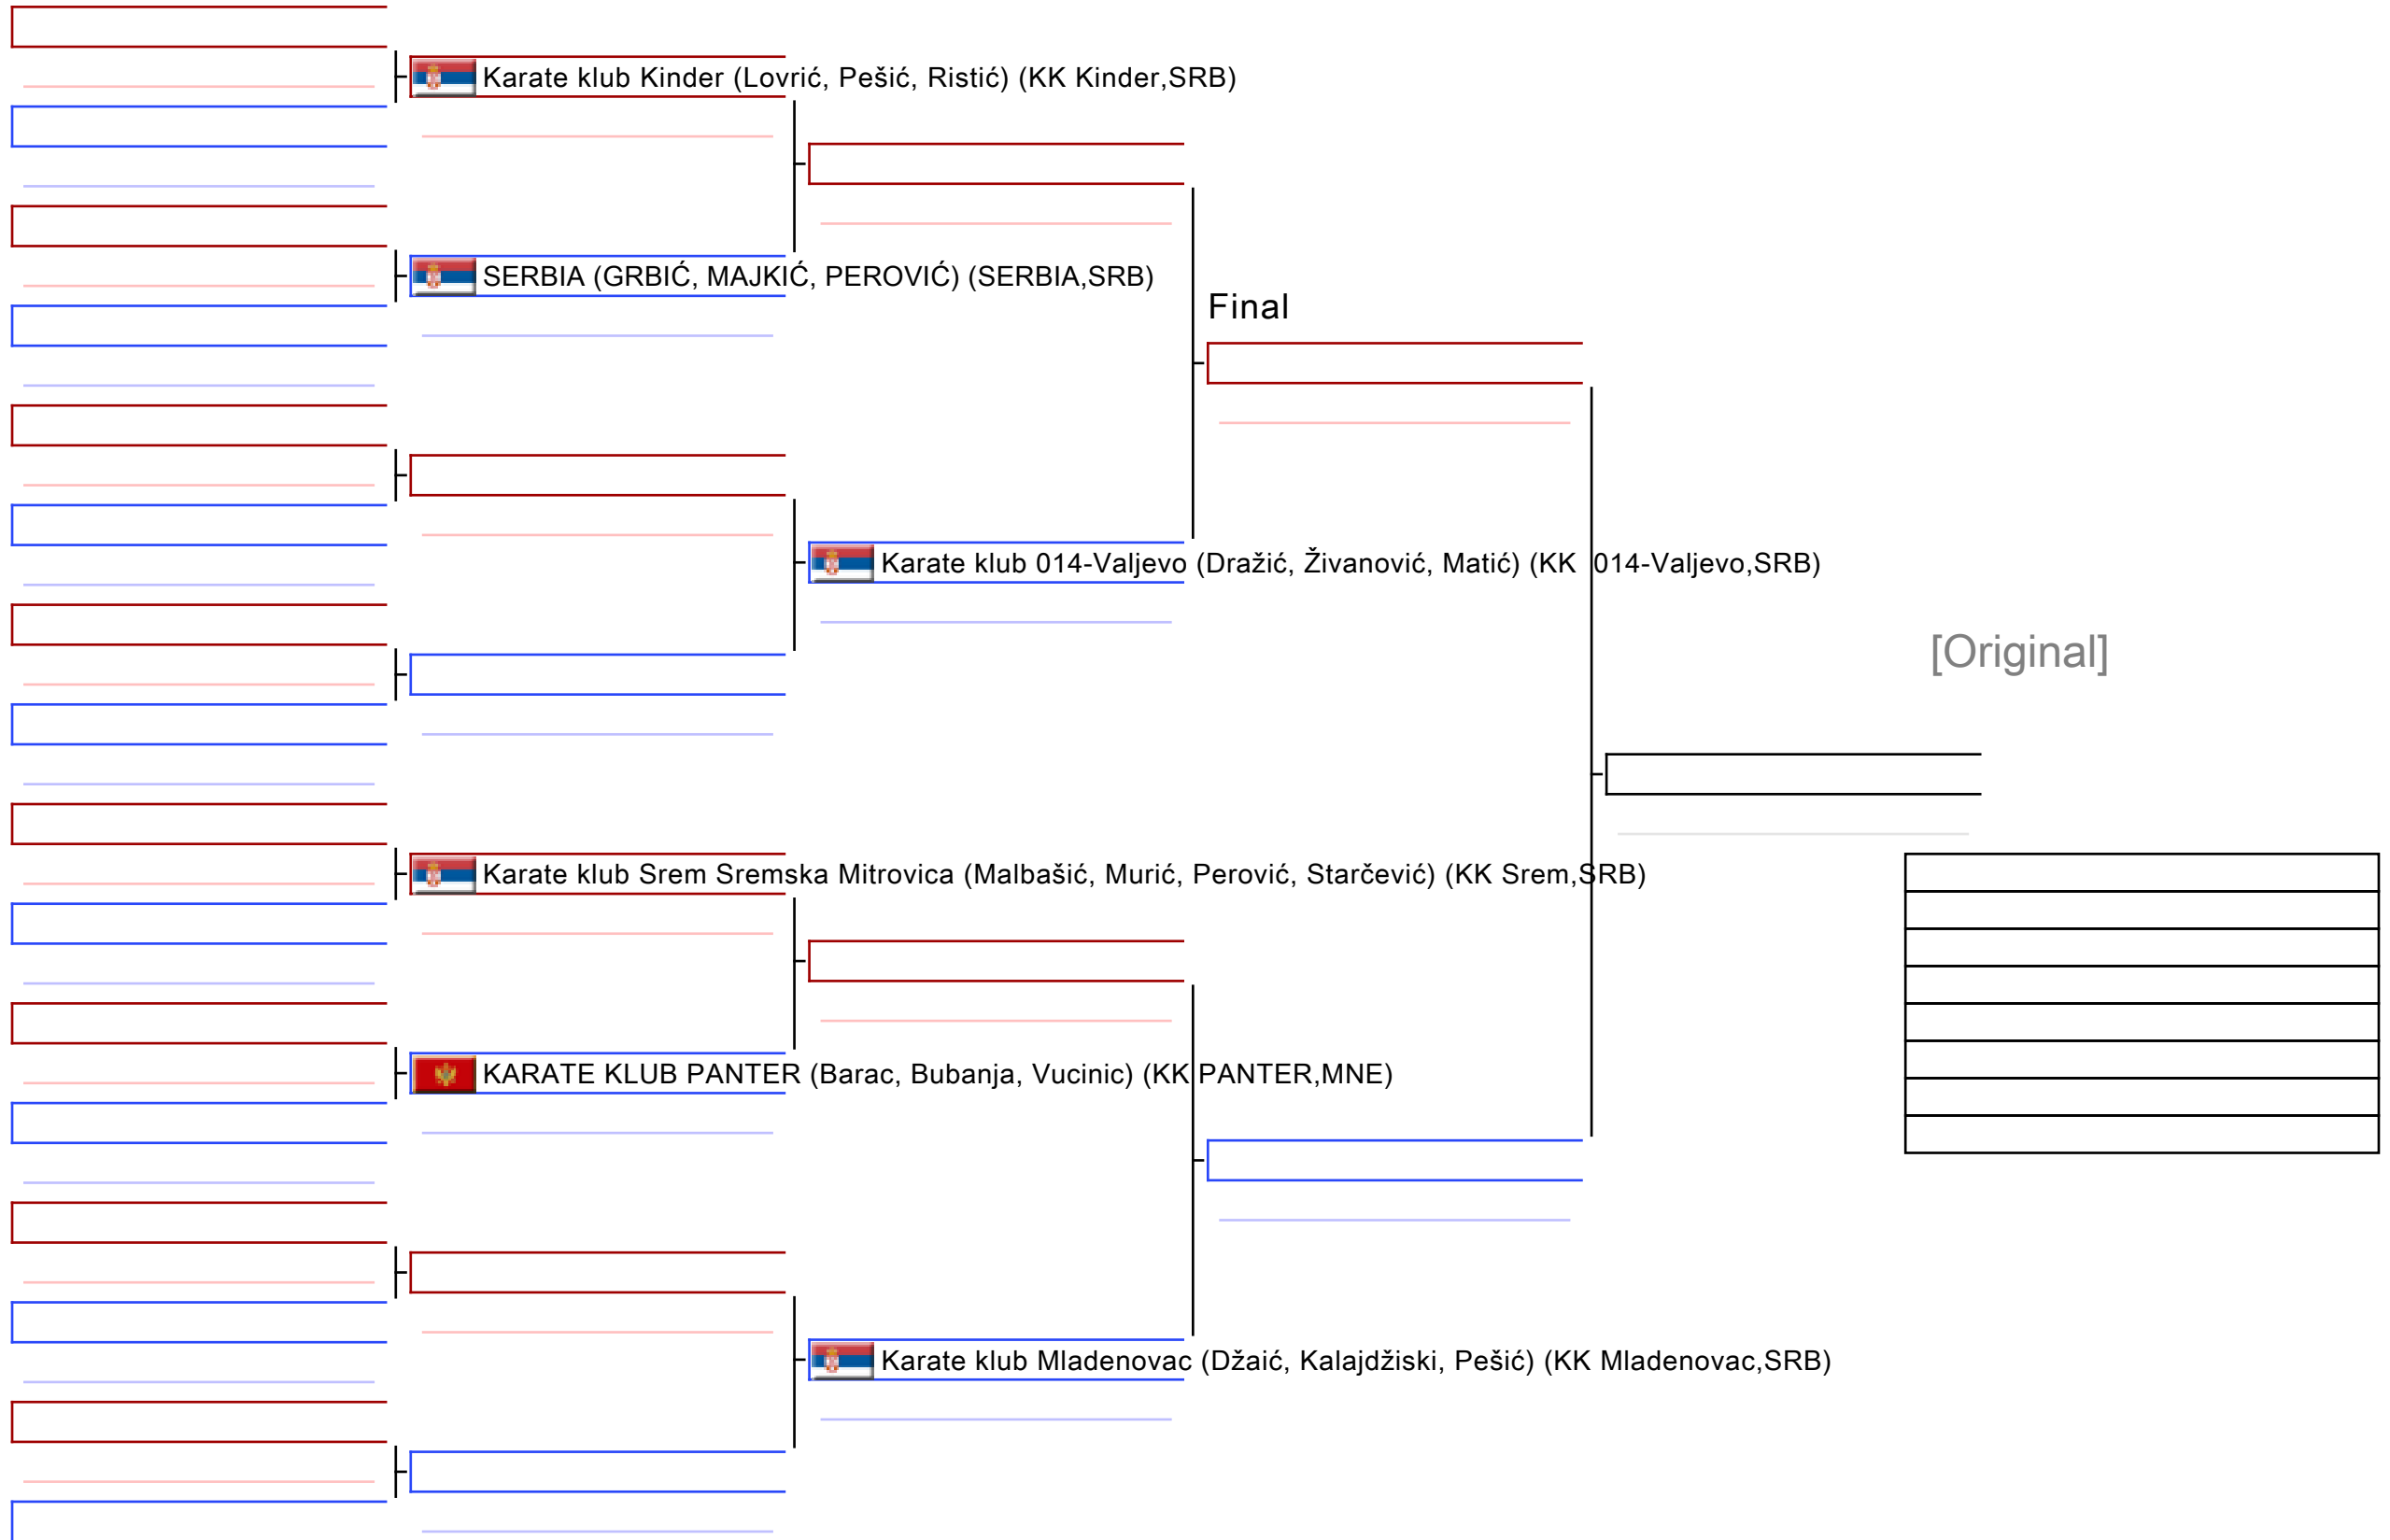 Karate klub Kinder (Lovrić, Pešić, Ristić) (KK Kinder,SRB)
SERBIA (GRBIĆ, MAJKIĆ, PEROVIĆ) (SERBIA,SRB)
Final
Karate klub 014-Valjevo (Dražić, Živanović, Matić) (KK 014-Valjevo,SRB)
[Original]
Karate klub Srem Sremska Mitrovica (Malbašić, Murić, Perović, Starčević) (KK Srem,SRB)
KARATE KLUB PANTER (Barac, Bubanja, Vucinic) (KK PANTER,MNE)
Karate klub Mladenovac (Džaić, Kalajdžiski, Pešić) (KK Mladenovac,SRB)